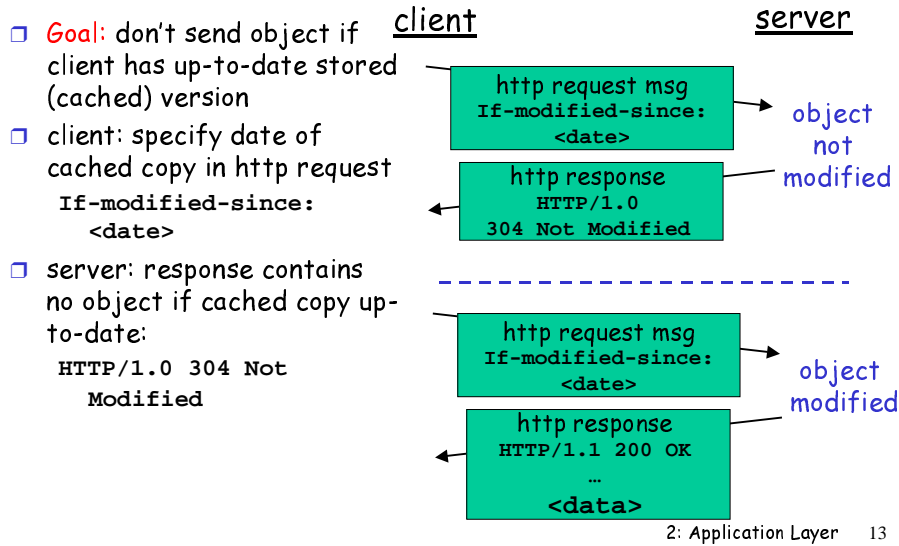 Goal: don't send object if
client has up-to-date stored
(cached) version
client: specify date of
cached copy in http request
If-modified-since:
<date>
server: response contains
no object if cached copy up-
to-date:
HTTP/1.0 304 Not
Modified
client
server
http request msg
If-modified-since:
<date>
object
not
modified
http response
HTTP/1.0
304 Not Modified
http request msg
If-modified-since:
<date>
object
modified
http response
HTTP/1.1 200 OK
…
<data>
2: Application Layer 13